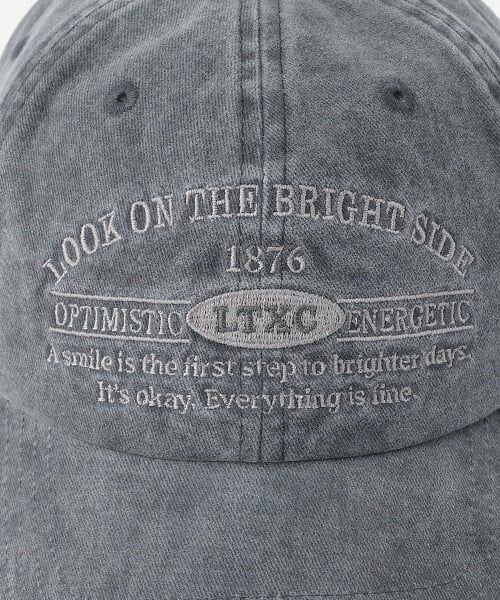 LOOK ON THE BRIGHT SIDE
1876
OPTIMISTIC LTXC ENERGETIC
A smile is the first step to brighter days.
It's okay. Everything is fine.